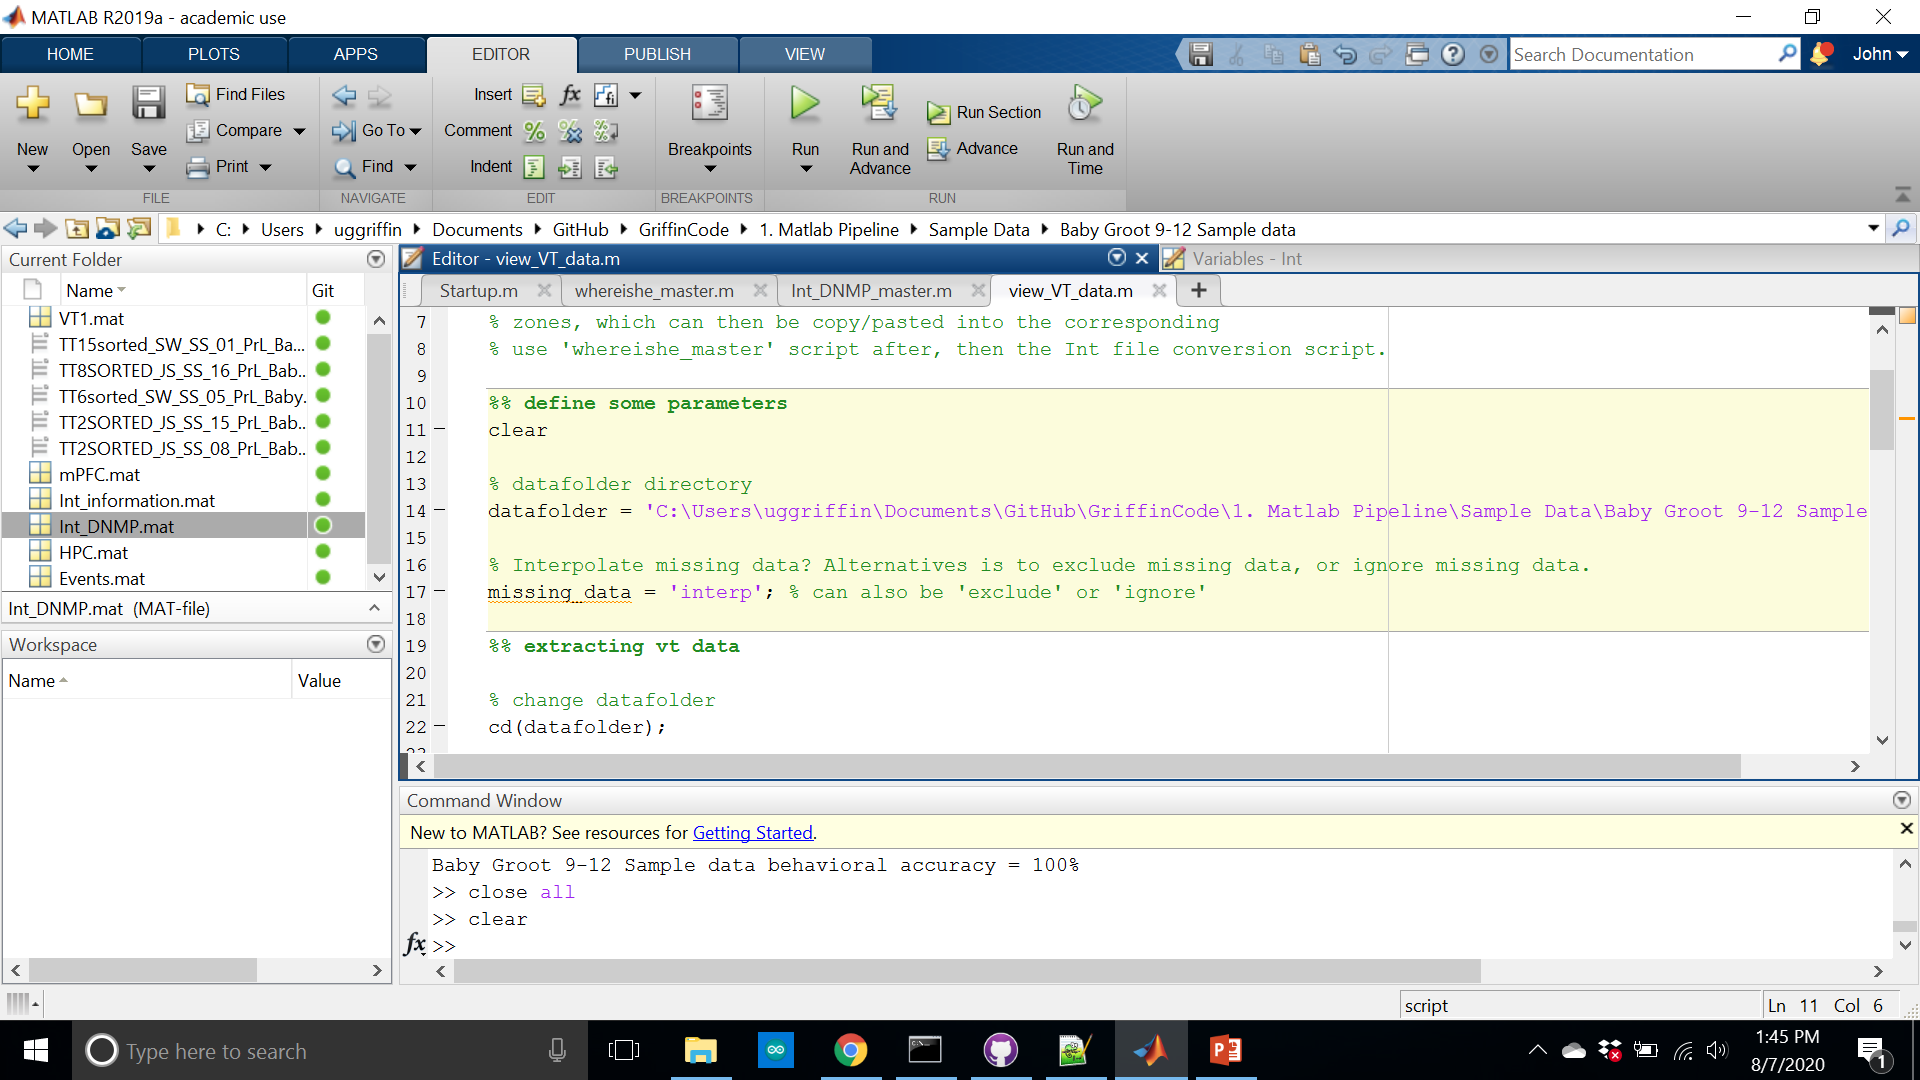 MATLAB R2019a - academic use
HOME PLOTS APPS EDITOR PUBLISH VIEW
Search Documentation
John
New
Open
Save
Find Files
Compare
Print
FILE
Go To
Find
NAVIGATE
Insert
Comment
Indent
EDIT
Breakpoints
BREAKPOINTS
Run
Run and Advance
Run Section
Advance
Run and Time
RUN
C: Users uggriffin Documents GitHub GriffinCode 1. Matlab Pipeline Sample Data Baby Groot 9-12 Sample data
Current Folder
Name Git
VT1.mat
TT15sorted_SW_SS_01_PrL_Ba...
TT8SORTED_JS_SS_16_PrL_Bab..
TT6sorted_SW_SS_05_PrL_Baby.
TT2SORTED_JS_SS_15_PrL_Bab..
TT2SORTED_JS_SS_08_PrL_Bab..
mPFC.mat
Int_information.mat
Int_DNMP.mat
HPC.mat
Events.mat
Int_DNMP.mat (MAT-file)
Workspace
Name Value
Editor - view_VT_data.m
Variables - Int
Startup.m whereishe_master.m Int_DNMP_master.m view_VT_data.m +
7 % zones, which can then be copy/pasted into the corresponding
8 % use 'whereishe_master' script after, then the Int file conversion script.
9
10 %% define some parameters
11 clear
12
13 % datafolder directory
14 datafolder = 'C:\Users\uggriffin\Documents\GitHub\GriffinCode\1. Matlab Pipeline\Sample Data\Baby Groot 9-12 Sample
15
16 % Interpolate missing data? Alternatives is to exclude missing data, or ignore missing data.
17 missing_data = 'interp'; % can also be 'exclude' or 'ignore'
18
19 %% extracting vt data
20
21 % change datafolder
22 cd(datafolder);
23
Command Window
New to MATLAB? See resources for Getting Started.
Baby Groot 9-12 Sample data behavioral accuracy = 100%
>> close all
>> clear
fx >>
script
Ln 11 Col 6
Type here to search
1:45 PM
8/7/2020
1